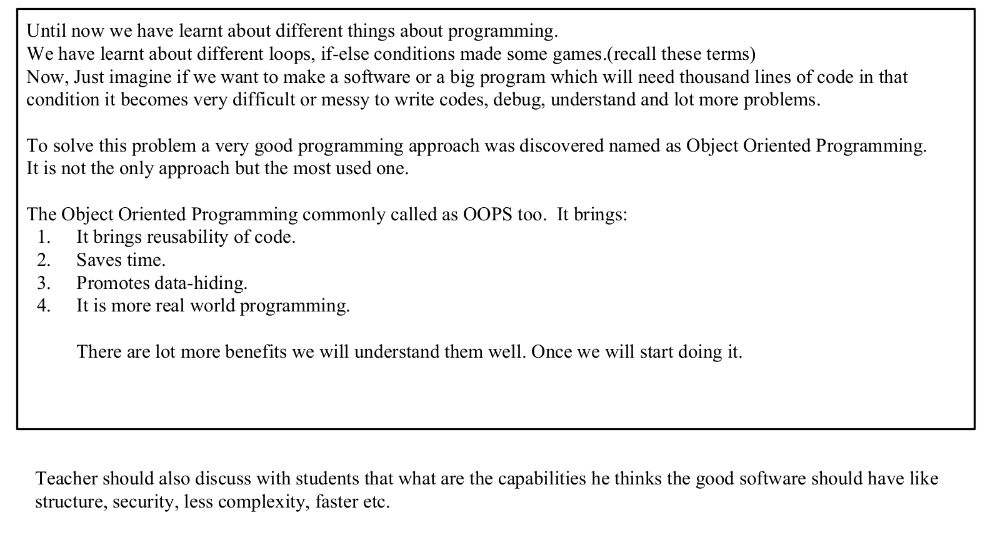 Until now we have learnt about different things about programming.
We have learnt about different loops, if-else conditions made some games.(recall these terms)
Now, Just imagine if we want to make a software or a big program which will need thousand lines of code in that
condition it becomes very difficult or messy to write codes, debug, understand and lot more problems.
To solve this problem a very good programming approach was discovered named as Object Oriented Programming.
It is not the only approach but the most used one.
The Object Oriented Programming commonly called as OOPS too. It brings:
1. It brings reusability of code.
2. Saves time.
3. Promotes data-hiding.
4. It is more real world programming.
There are lot more benefits we will understand them well. Once we will start doing it.
Teacher should also discuss with students that what are the capabilities he thinks the good software should have like
structure, security, less complexity, faster etc.